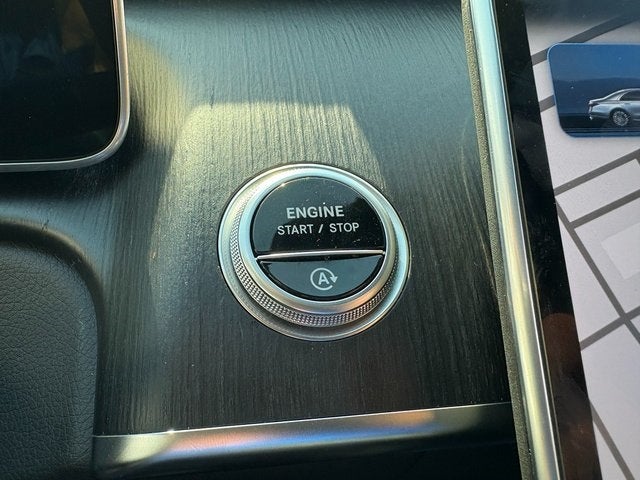 ENGINE
START / STOP
A